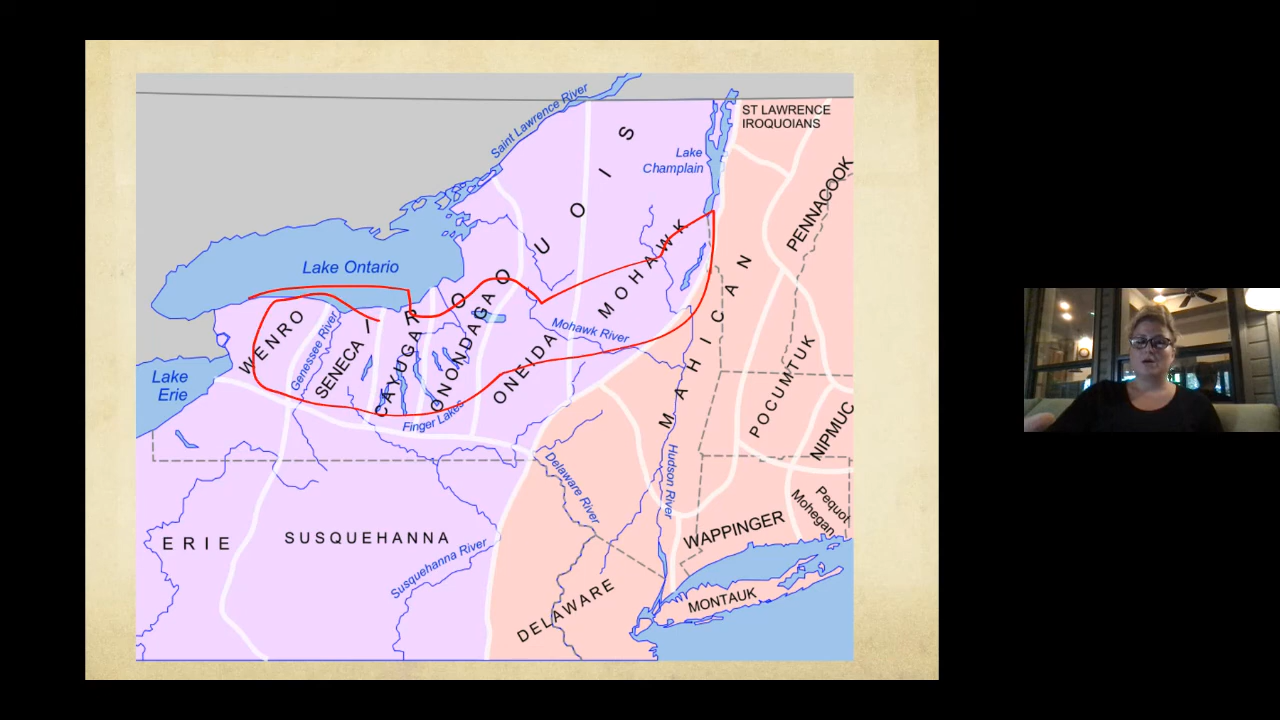 Saint Lawrence River
ST LAWRENCE
IROQUOIANS
Lake
Champlain
PENNACOOK
IROQUOIS
Lake Ontario
MOHAWK
MAHICAN
WENRO
Genessee River
SENECA
CAYUGA
ONONDAGA
ONEIDA
Mohawk River
Lake
Erie
Finger Lakes
POCUMTUK
NIPMUC
Hudson River
Delaware River
Pequot
Mohegan
WAPPINGER
ERIE
SUSQUEHANNA
Susquehanna River
DELAWARE
MONTAUK